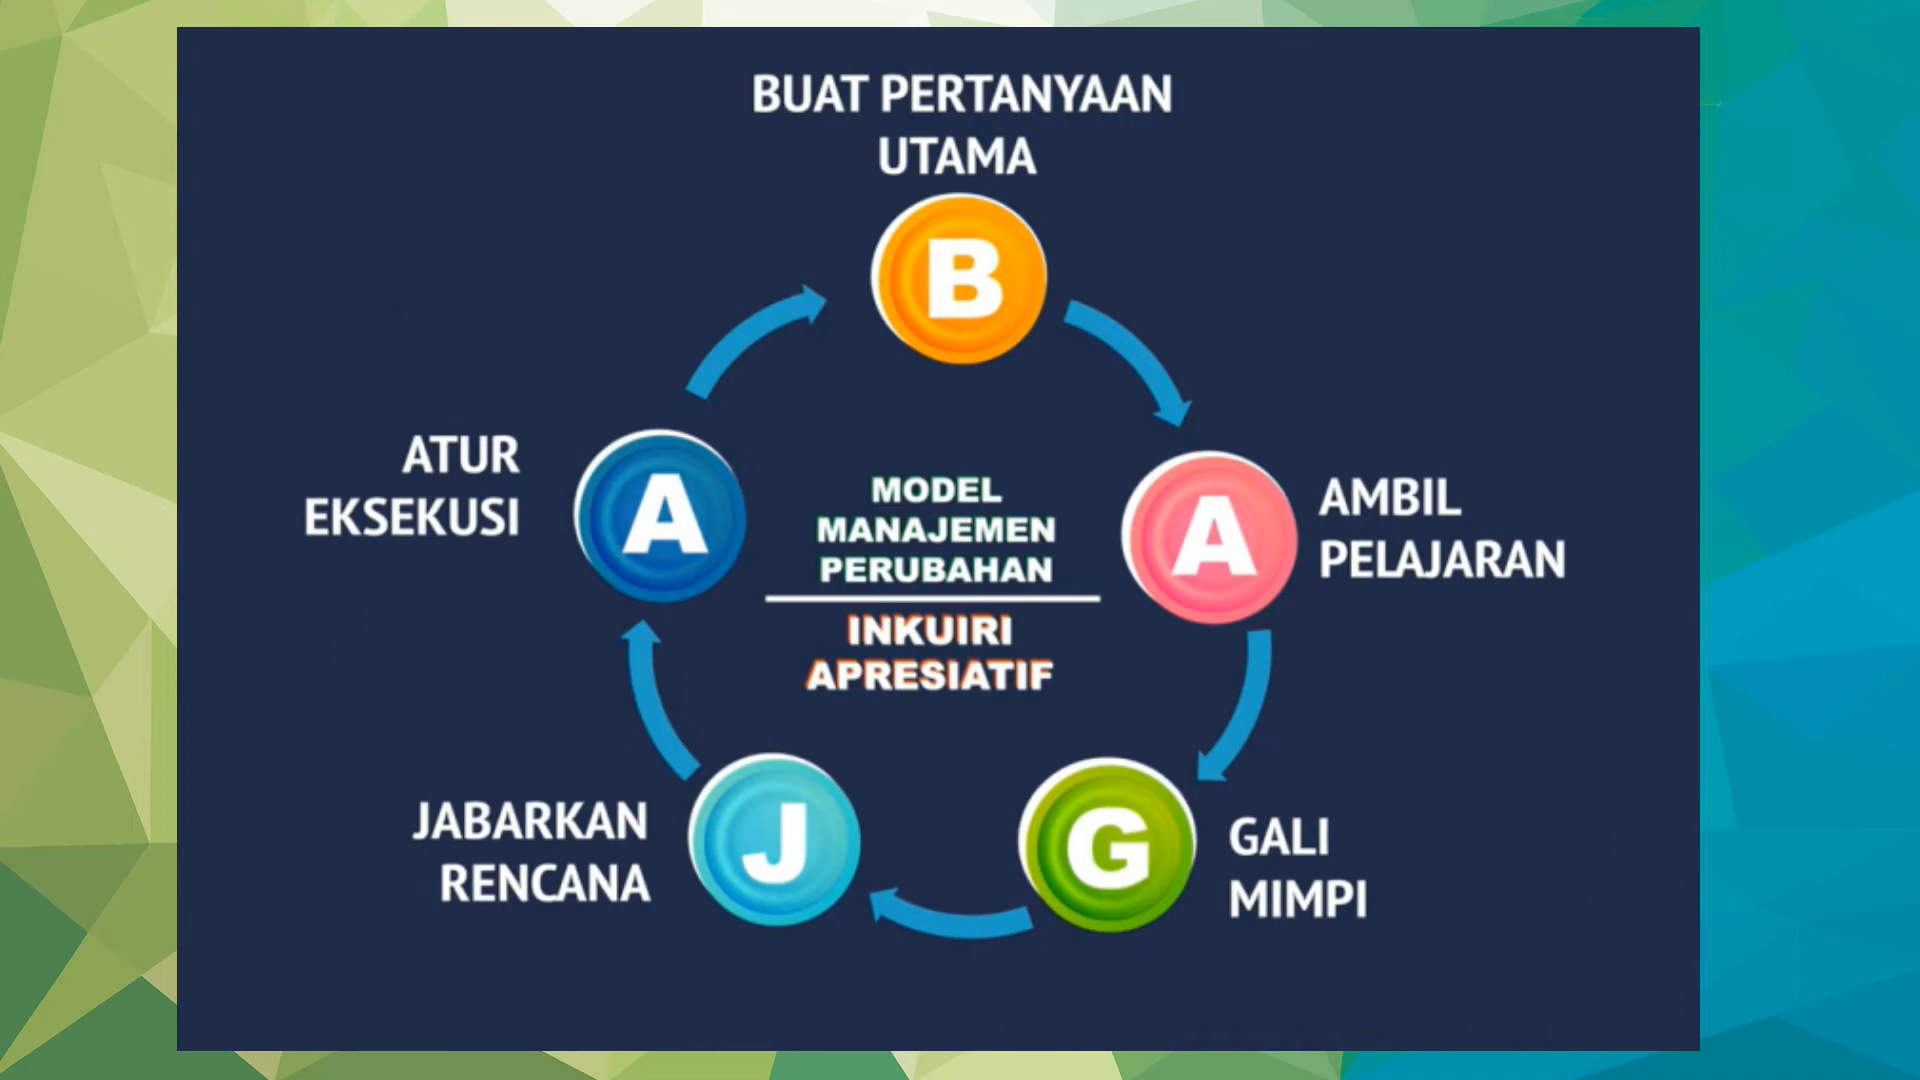 BUAT PERTANYAAN
UTAMA
B
A
AMBIL
PELAJARAN
G
GALI
MIMPI
J
JABARKAN
RENCANA
A
ATUR
EKSEKUSI
MODEL
MANAJEMEN
PERUBAHAN
INKUIRI
APRESIATIF